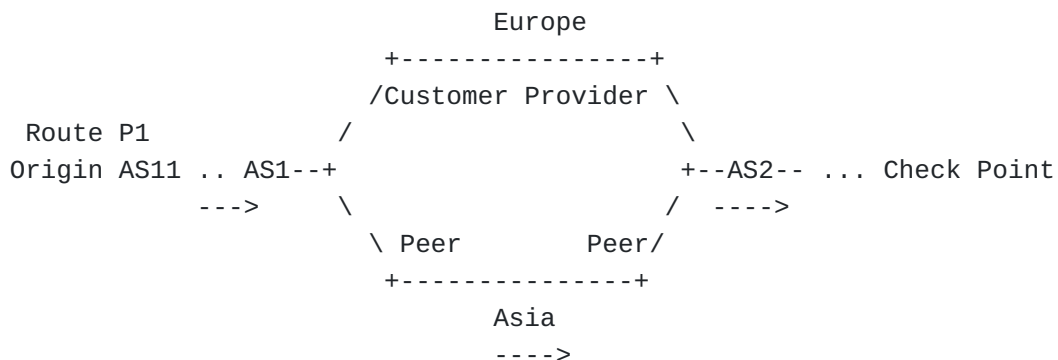 Europe
+----------------+
/Customer Provider \
Route P1 / \
Origin AS11 .. AS1--+ +--AS2-- ... Check Point
---> \ / ---->
\ Peer Peer/
+---------------+
Asia
---->